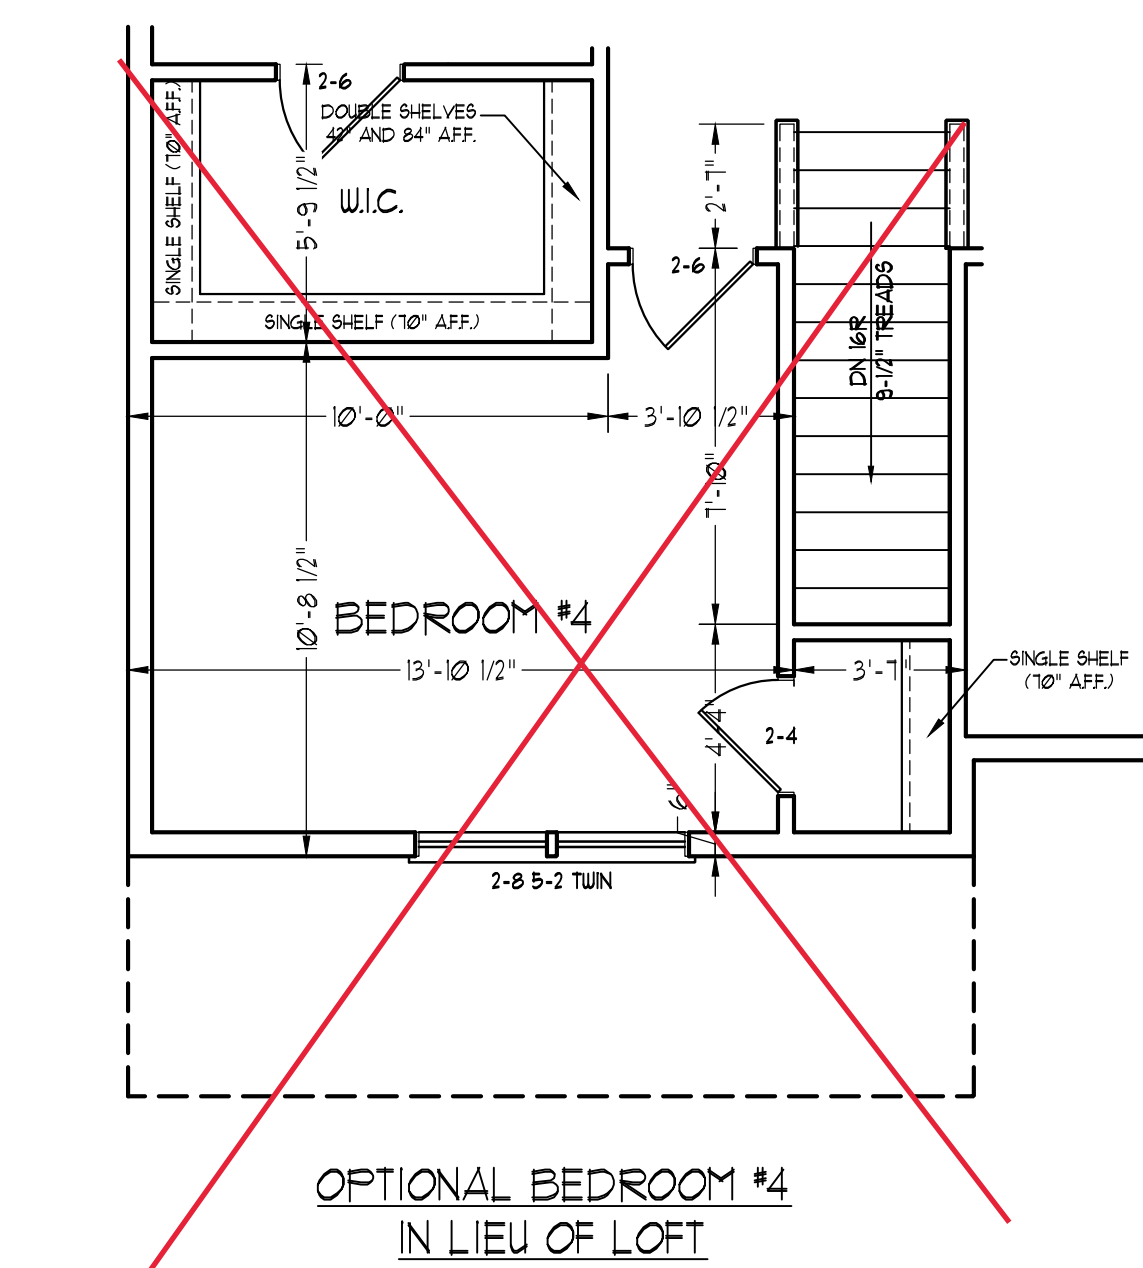 2-6
DOUBLE SHELVES
42" AND 84" A.F.F.
SINGLE SHELF (70" A.F.F.)
5'-9 1/2"
W.I.C.
2'-7"
2-6
SINGLE SHELF (70" A.F.F.)
DN 16R
9-1/2" TREADS
10'-0"
3'-10 1/2"
7'-10"
10'-8 1/2"
BEDROOM #4
13'-10 1/2"
3'-7"
SINGLE SHELF
(70" A.F.F.)
4'-4"
2-4
6"
2-8 5-2 TWIN
OPTIONAL BEDROOM #4
IN LIEU OF LOFT